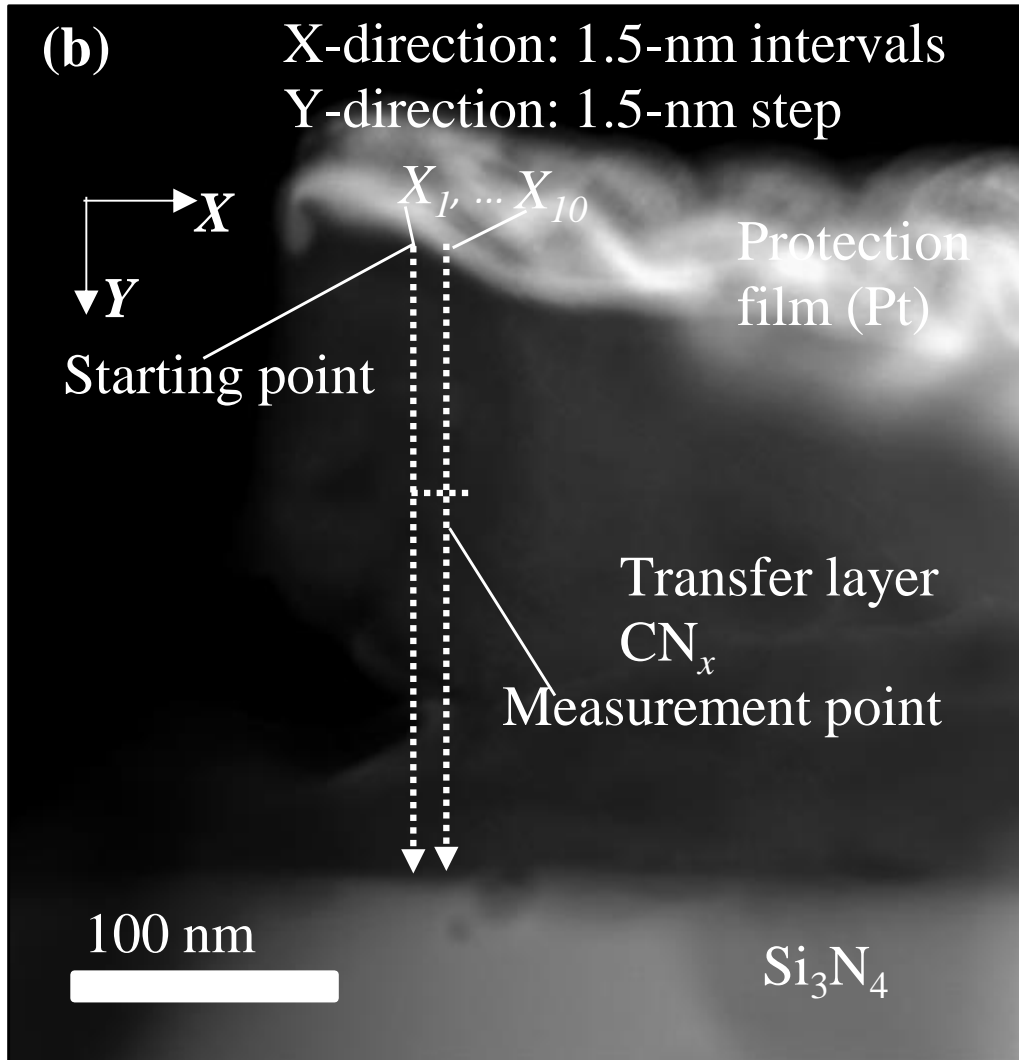 (b)
X-direction: 1.5-nm intervals
Y-direction: 1.5-nm step
X
Y
X₁, ... X₁₀
Protection
film (Pt)
Starting point
Transfer layer
CNₓ
Measurement point
100 nm
Si₃N₄